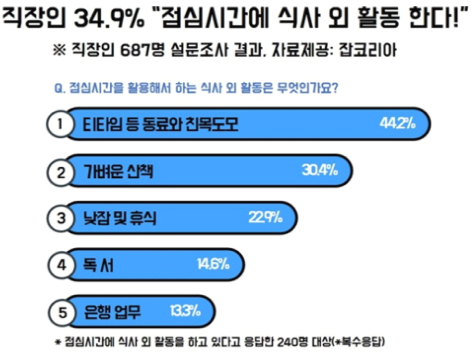 직장인 34.9% "점심시간에 식사 외 활동 한다!"
※ 직장인 687명 설문조사 결과, 자료제공: 잡코리아
Q. 점심시간을 활용해서 하는 식사 외 활동은 무엇인가요?
1 티타임 등 동료와 친목도모 44.2%
2 가벼운 산책 30.4%
3 낮잠 및 휴식 22.9%
4 독서 14.6%
5 은행 업무 13.3%
* 점심시간에 식사 외 활동을 하고 있다고 응답한 240명 대상(*복수응답)